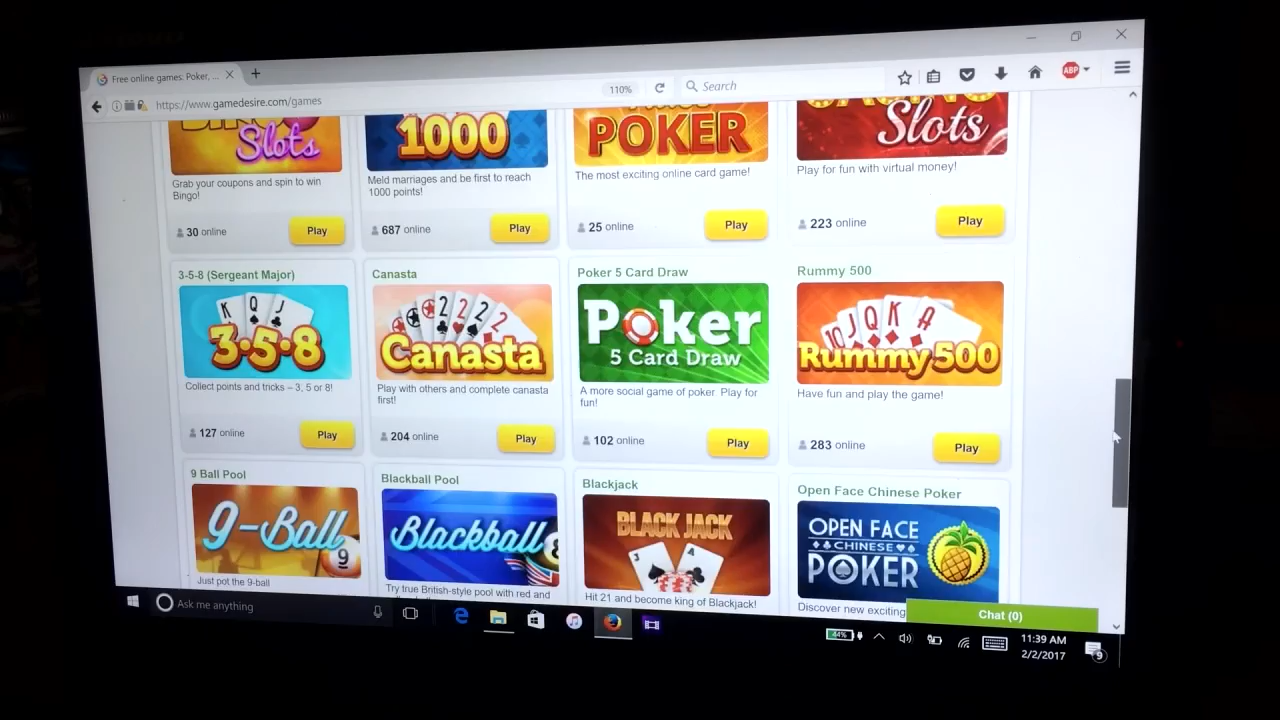 Free online games: Poker, ...
https://www.gamedesire.com/games
110%
Search
ABP
Slots
1000
POKER
Slots
Grab your coupons and spin to win
Bingo!
Meld marriages and be first to reach
1000 points!
The most exciting online card game!
Play for fun with virtual money!
30 online
Play
687 online
Play
25 online
Play
223 online
Play
3-5-8 (Sergeant Major)
Canasta
Poker 5 Card Draw
Rummy 500
K Q J
3·5·8
2 2 2 2
Canasta
Poker
5 Card Draw
10 J Q K A
Rummy 500
Collect points and tricks – 3, 5 or 8!
Play with others and complete canasta
first!
A more social game of poker. Play for
fun!
Have fun and play the game!
127 online
Play
204 online
Play
102 online
Play
283 online
Play
9 Ball Pool
Blackball Pool
Blackjack
Open Face Chinese Poker
9-Ball
9
Blackball
8
BLACK JACK
J A
OPEN FACE
CHINESE
POKER
Just pot the 9-ball
Try true British-style pool with red and
Hit 21 and become king of Blackjack!
Discover new exciting
Chat (0)
Ask me anything
44%
11:39 AM
2/2/2017
9